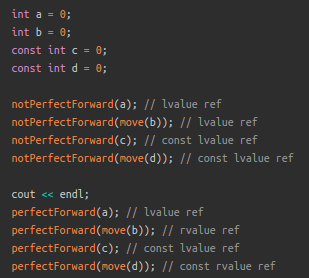 int a = 0;
int b = 0;
const int c = 0;
const int d = 0;
notPerfectForward(a); // lvalue ref
notPerfectForward(move(b)); // lvalue ref
notPerfectForward(c); // const lvalue ref
notPerfectForward(move(d)); // const lvalue ref
cout << endl;
perfectForward(a); // lvalue ref
perfectForward(move(b)); // rvalue ref
perfectForward(c); // const lvalue ref
perfectForward(move(d)); // const rvalue ref